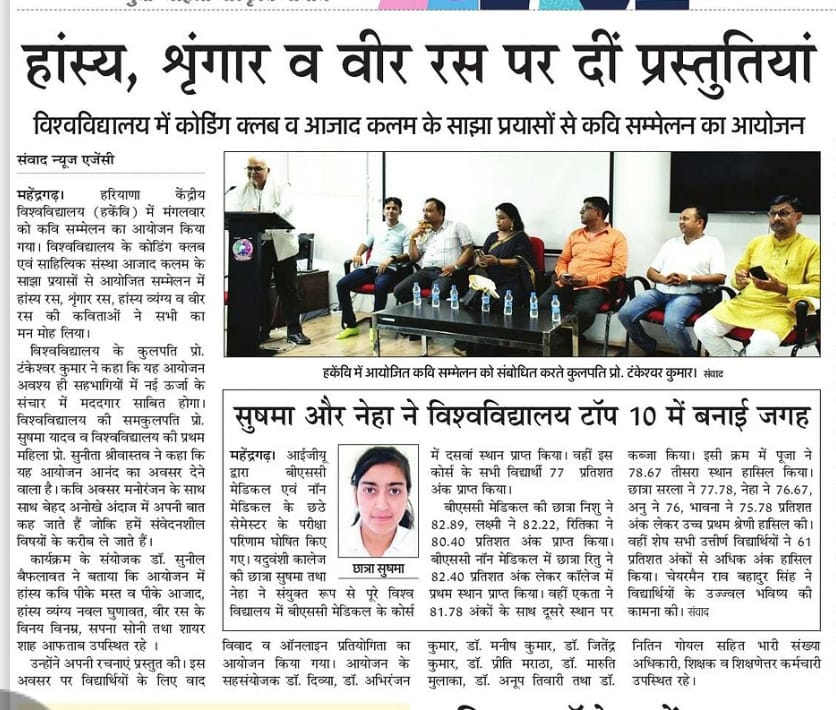 हांस्य, शृंगार व वीर रस पर दीं प्रस्तुतियां
विश्वविद्यालय में कोडिंग क्लब व आजाद कलम के साझा प्रयासों से कवि सम्मेलन का आयोजन
संवाद न्यूज एजेंसी
महेंद्रगढ़। हरियाणा केंद्रीय
विश्वविद्यालय (हकेंवि) में मंगलवार
को कवि सम्मेलन का आयोजन किया
गया। विश्वविद्यालय के कोडिंग क्लब
एवं साहित्यिक संस्था आजाद कलम के
साझा प्रयासों से आयोजित सम्मेलन में
हांस्य रस, शृंगार रस, हांस्य व्यंग्य व वीर
रस की कविताओं ने सभी का
मन मोह लिया।
विश्वविद्यालय के कुलपति प्रो.
टंकेश्वर कुमार ने कहा कि यह आयोजन
अवश्य ही सहभागियों में नई ऊर्जा के
संचार में मददगार साबित होगा।
विश्वविद्यालय की समकुलपति प्रो.
सुषमा यादव व विश्वविद्यालय की प्रथम
महिला प्रो. सुनीता श्रीवास्तव ने कहा कि
यह आयोजन आनंद का अवसर देने
वाला है। कवि अक्सर मनोरंजन के साथ
साथ बेहद अनोखे अंदाज में अपनी बात
कह जाते हैं जोकि हमें संवेदनशील
विषयों के करीब ले जाते हैं।
कार्यक्रम के संयोजक डॉ. सुनील
बैफलावत ने बताया कि आयोजन में
हांस्य कवि पीके मस्त व पीके आजाद,
हांस्य व्यंग्य नवल घुणावत, वीर रस के
विनय विनम्र, सपना सोनी तथा शायर
शाह आफताब उपस्थित रहे ।
उन्होंने अपनी रचनाएं प्रस्तुत की। इस
अवसर पर विद्यार्थियों के लिए वाद
विवाद व ऑनलाइन प्रतियोगिता का
आयोजन किया गया। आयोजन के
सहसंयोजक डॉ. दिव्या, डॉ अभिरंजन
कुमार, डॉ. मनीष कुमार, डॉ. जितेंद्र
कुमार, डॉ. प्रीति मराठा, डॉ. मारुति
मुलाका, डॉ. अनूप तिवारी तथा डॉ.
नितिन गोयल सहित भारी संख्या
अधिकारी, शिक्षक व शिक्षणेत्तर कर्मचारी
उपस्थित रहे।
हकेंवि में आयोजित कवि सम्मेलन को संबोधित करते कुलपति प्रो. टंकेश्वर कुमार। संवाद
सुषमा और नेहा ने विश्वविद्यालय टॉप 10 में बनाई जगह
महेंद्रगढ़। आईजीयू
द्वारा बीएससी
मेडिकल एवं नॉन
मेडिकल के छठे
सेमेस्टर के परीक्षा
परिणाम घोषित किए
गए। यदुवंशी कालेज
की छात्रा सुषमा तथा
नेहा ने संयुक्त रूप से पूरे विश्व
विद्यालय में बीएससी मेडिकल के कोर्स
छात्रा सुषमा
में दसवां स्थान प्राप्त किया। वहीं इस
कोर्स के सभी विद्यार्थी 77 प्रतिशत
अंक प्राप्त किया।
बीएससी मेडिकल की छात्रा निशु ने
82.89, लक्ष्मी ने 82.22, रितिका ने
80.40 प्रतिशत अंक प्राप्त किया।
बीएससी नॉन मेडिकल में छात्रा रितु ने
82.40 प्रतिशत अंक लेकर कॉलेज में
प्रथम स्थान प्राप्त किया। वहीं एकता ने
81.78 अंकों के साथ दूसरे स्थान पर
कब्जा किया। इसी क्रम में पूजा ने
78.67 तीसरा स्थान हासिल किया।
छात्रा सरला ने 77.78, नेहा ने 76.67,
अनु ने 76, भावना ने 75.78 प्रतिशत
अंक लेकर उच्च प्रथम श्रेणी हासिल की।
वहीं शेष सभी उत्तीर्ण विद्यार्थियों ने 61
प्रतिशत अंकों से अधिक अंक हासिल
किया। चेयरमैन राव बहादुर सिंह ने
विद्यार्थियों के उज्ज्वल भविष्य की
कामना की। संवाद